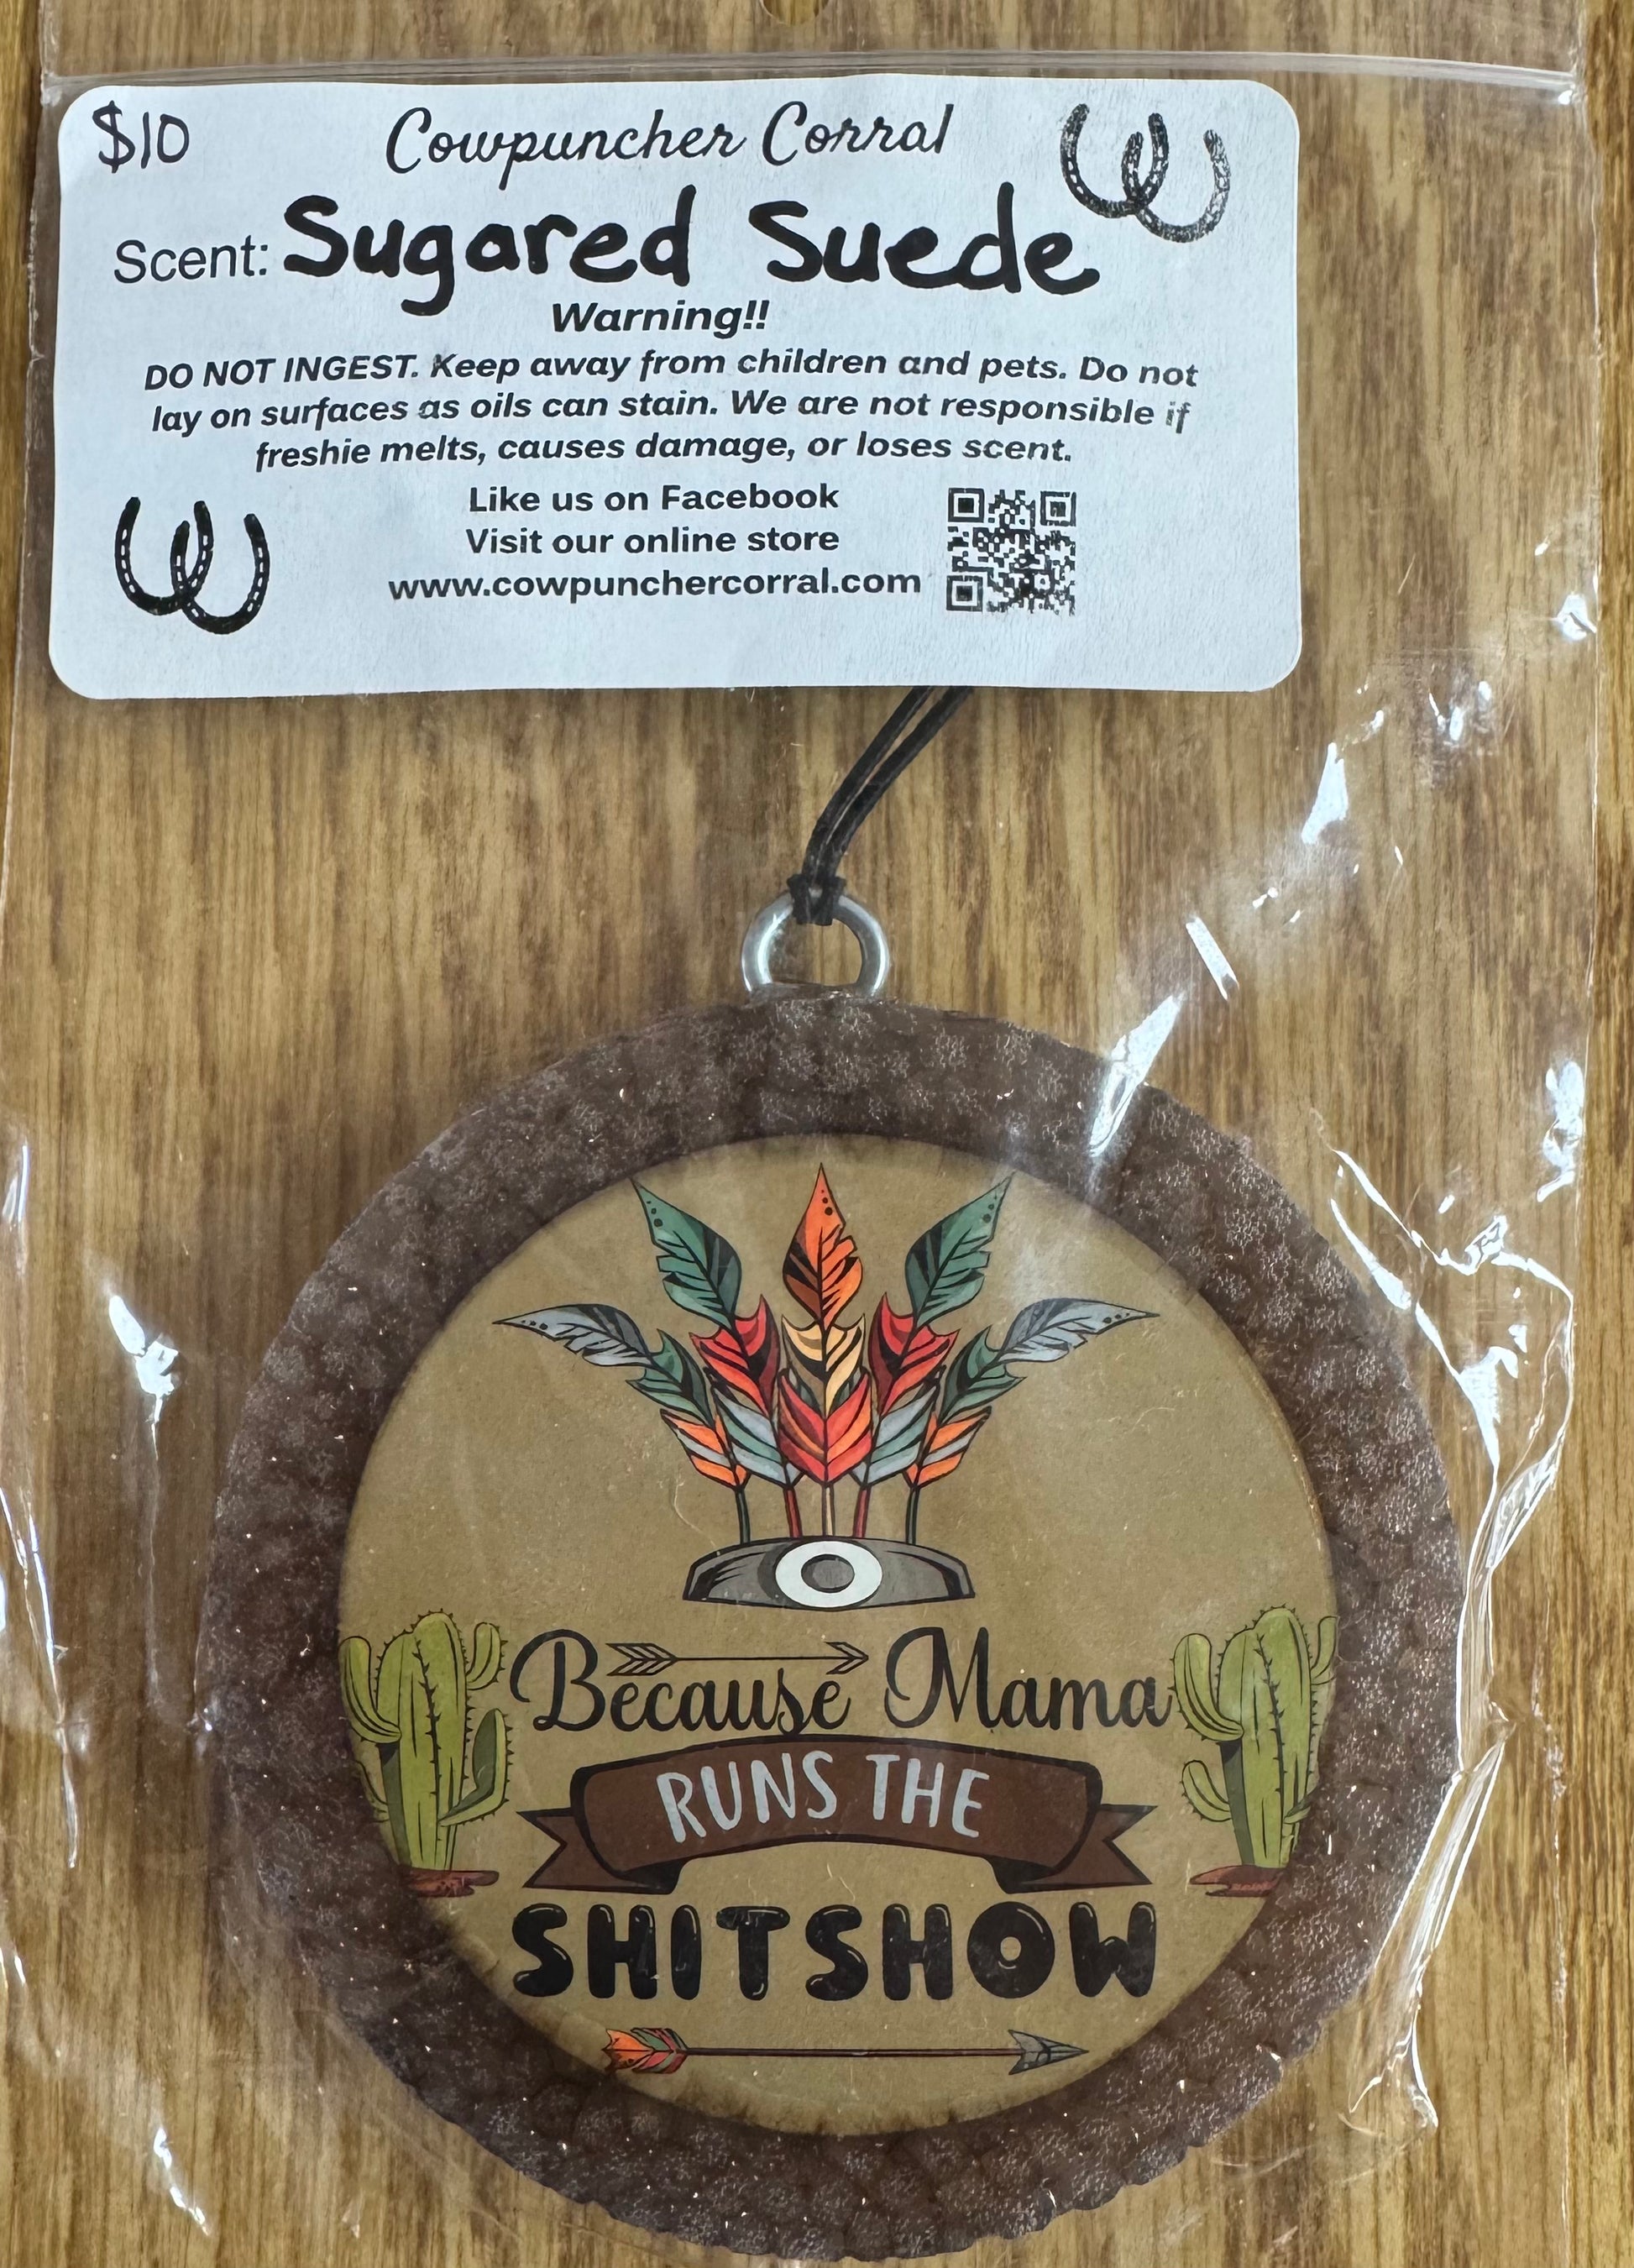 $10
Cowpuncher Corral
Scent: Sugared Suede
Warning!!
DO NOT INGEST. Keep away from children and pets. Do not
lay on surfaces as oils can stain. We are not responsible if
freshie melts, causes damage, or loses scent.
Like us on Facebook
Visit our online store
www.cowpunchercorral.com
Because Mama
RUNS THE
SHITSHOW